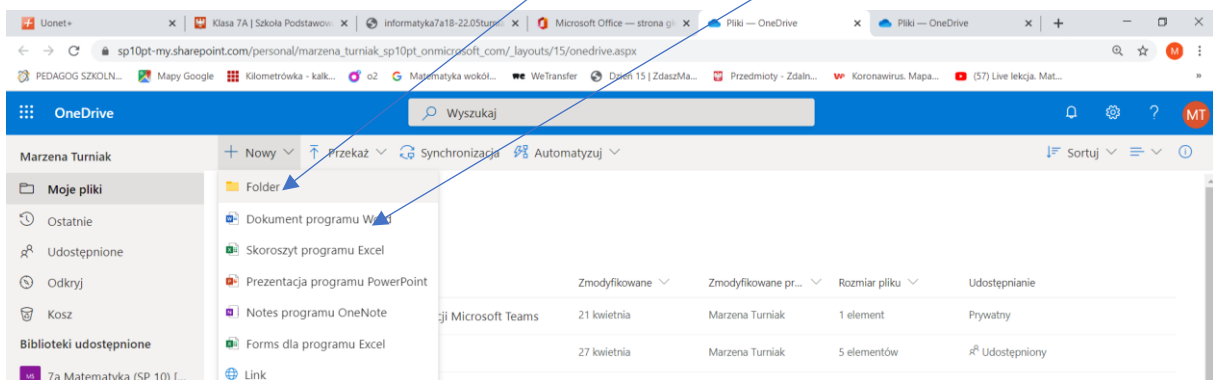 Uonet+
Klasa 7A | Szkoła Podstawow
informatyka7a18-22.05turn
Microsoft Office — strona gł
Pliki — OneDrive
Pliki — OneDrive
sp10pt-my.sharepoint.com/personal/marzena_turniak_sp10pt_onmicrosoft_com/_layouts/15/onedrive.aspx
M
PEDAGOG SZKOLN... Mapy Google Kilometrówka - kalk... o2 Matematyka wokół... WeTransfer Dzień 15 | ZdaszMa... Przedmioty - Zdaln... Koronawirus. Mapa... (57) Live lekcja. Mat... »
OneDrive Wyszukaj ? MT
Marzena Turniak + Nowy Przekaż Synchronizacja Automatyzuj Sortuj
Moje pliki
Ostatnie
Udostępnione
Odkryj
Kosz
Biblioteki udostępnione
MS 7a Matematyka (SP 10) [...
Folder
Dokument programu Word
Skoroszyt programu Excel
Prezentacja programu PowerPoint
Notes programu OneNote
Forms dla programu Excel
Link
Zmodyfikowane Zmodyfikowane pr... Rozmiar pliku Udostępnianie
cji Microsoft Teams 21 kwietnia Marzena Turniak 1 element Prywatny
27 kwietnia Marzena Turniak 5 elementów Udostępniony